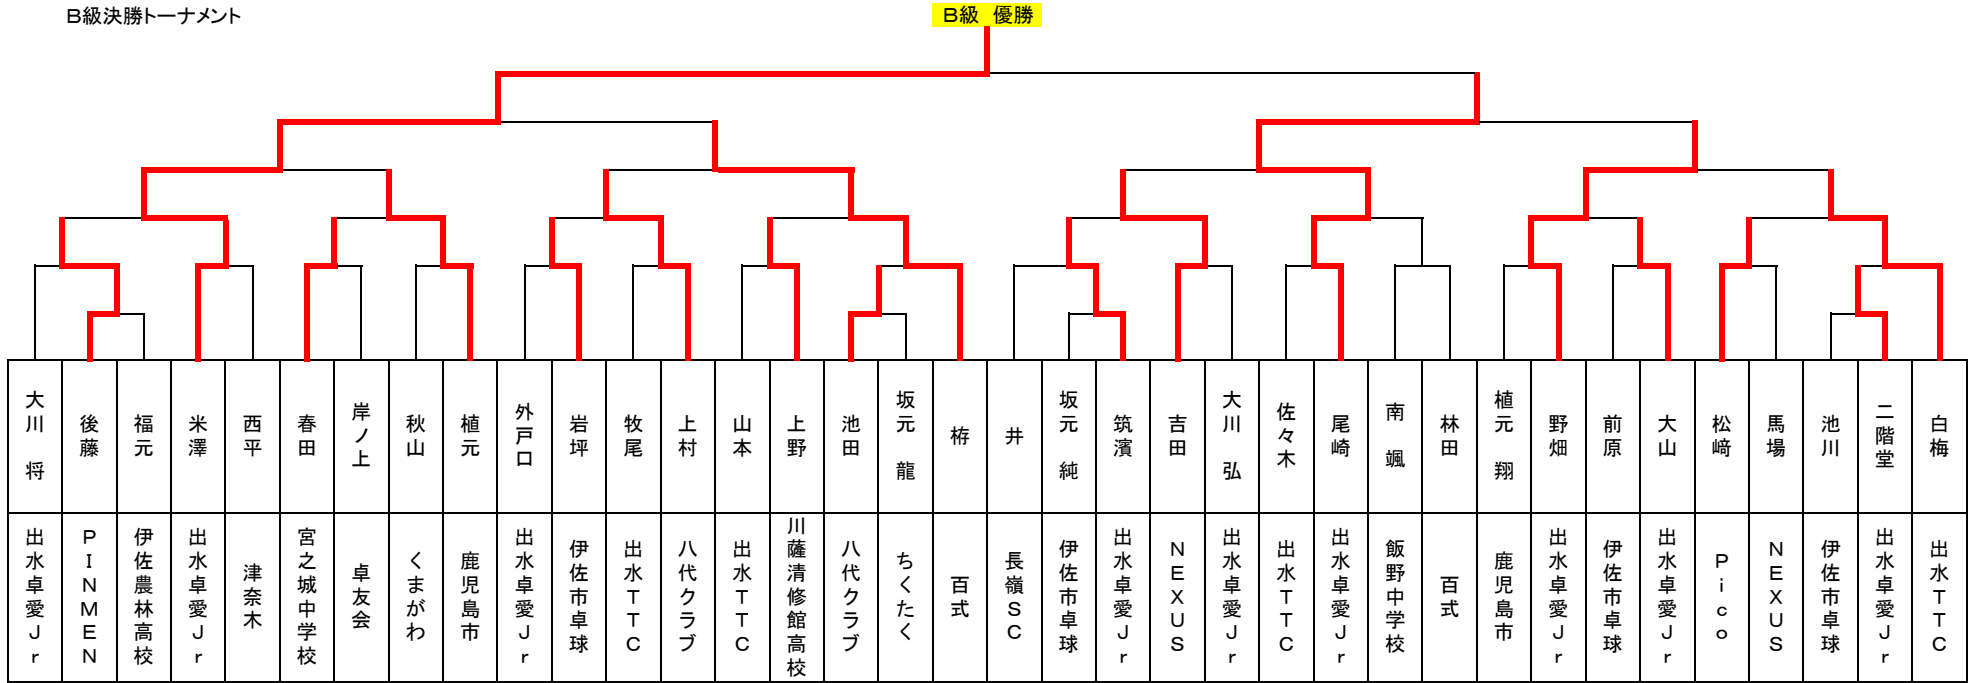 B級決勝トーナメント
B級 優勝
大川 将
後藤
福元
米澤
西平
春田
岸ノ上
秋山
植元
外戸口
岩坪
牧尾
上村
山本
上野
池田
坂元 龍
栫
井
坂元 純
筑濱
吉田
大川 弘
佐々木
尾崎
南 颯
林田
植元 翔
野畑
前原
大山
松﨑
馬場
池川
二階堂
白梅
出水卓愛Jr
PINMEN
伊佐農林高校
出水卓愛Jr
津奈木
宮之城中学校
卓友会
くまがわ
鹿児島市
出水卓愛Jr
伊佐市卓球
出水TTC
八代クラブ
出水TTC
川薩清修館高校
八代クラブ
ちくたく
百式
長嶺SC
伊佐市卓球
出水卓愛Jr
NEXUS
出水卓愛Jr
出水TTC
出水卓愛Jr
飯野中学校
百式
鹿児島市
出水卓愛Jr
伊佐市卓球
出水卓愛Jr
Pico
NEXUS
伊佐市卓球
出水卓愛Jr
出水TTC